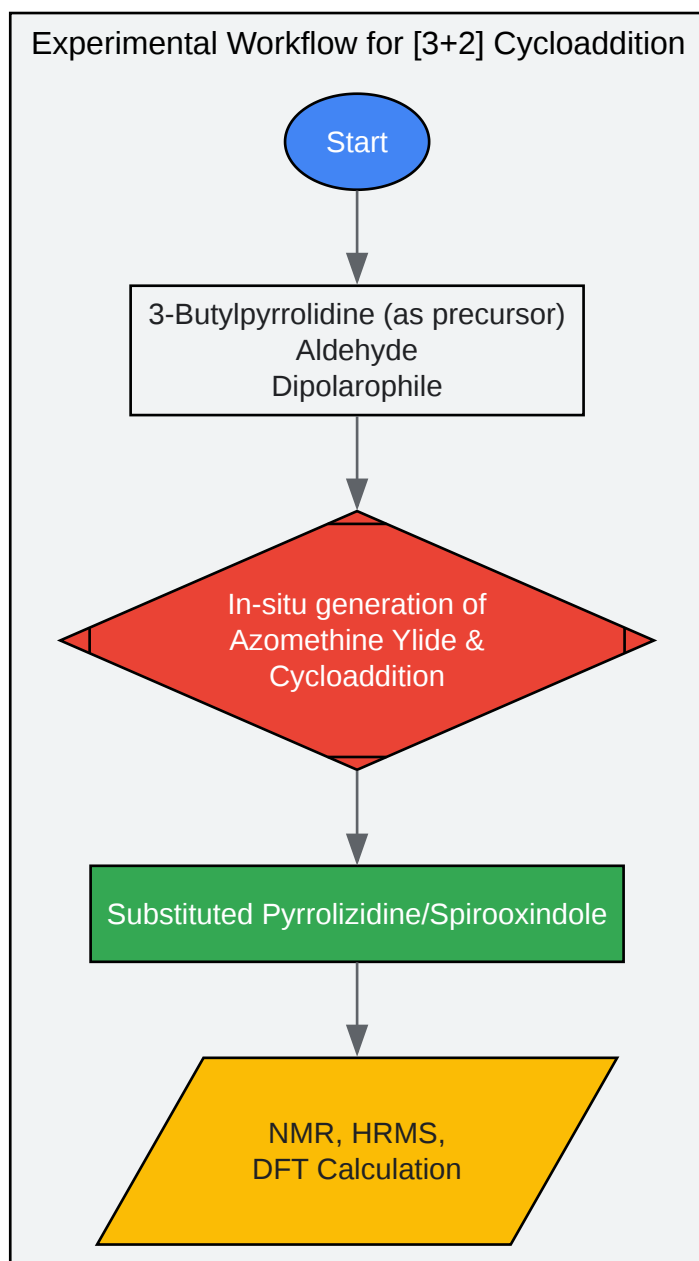 Experimental Workflow for [3+2] Cycloaddition
Start
3-Butylpyrrolidine (as precursor)
Aldehyde
Dipolarophile
In-situ generation of
Azomethine Ylide &
Cycloaddition
Substituted Pyrrolizidine/Spirooxindole
NMR, HRMS,
DFT Calculation